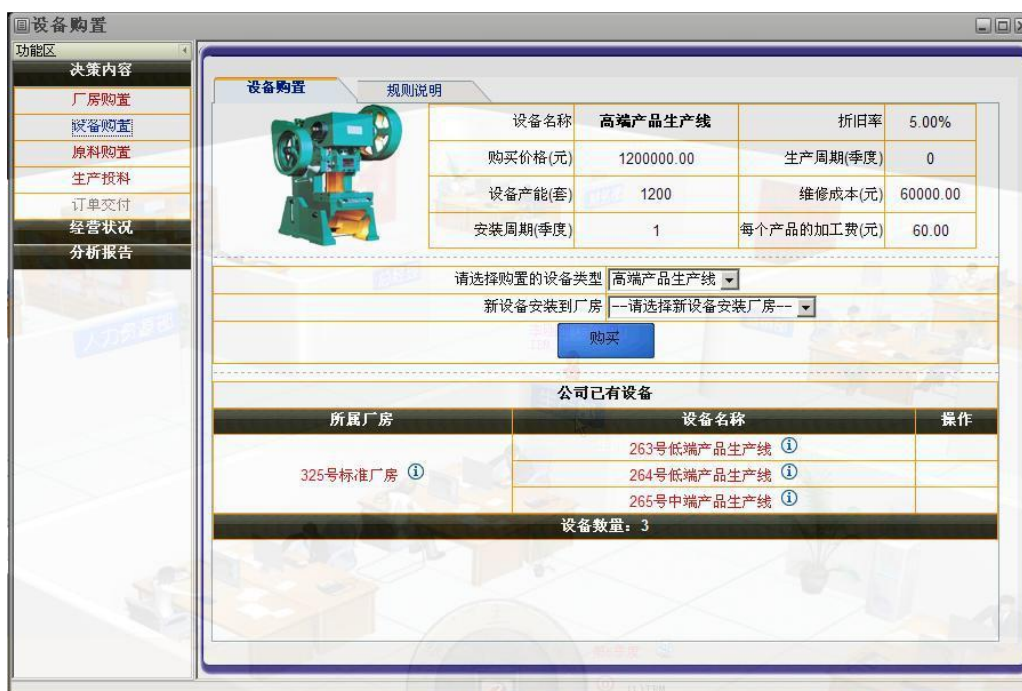 设备购置
功能区
决策内容
厂房购置
设备购置
原料购置
生产投料
订单交付
经营状况
分析报告
设备购置 规则说明
设备名称 高端产品生产线 折旧率 5.00%
购买价格(元) 1200000.00 生产周期(季度) 0
设备产能(套) 1200 维修成本(元) 60000.00
安装周期(季度) 1 每个产品的加工费(元) 60.00
请选择购置的设备类型 高端产品生产线
新设备安装到厂房 --请选择新设备安装厂房--
购买
公司已有设备
所属厂房 设备名称 操作
325号标准厂房
263号低端产品生产线
264号低端产品生产线
265号中端产品生产线
设备数量：3